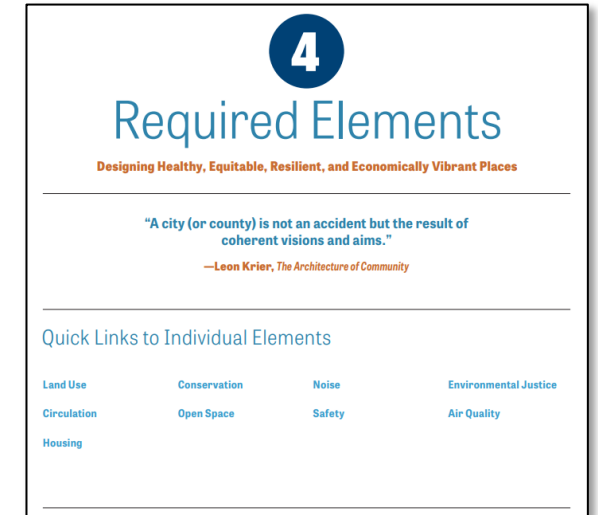 4
Required Elements
Designing Healthy, Equitable, Resilient, and Economically Vibrant Places
“A city (or county) is not an accident but the result of
coherent visions and aims.”
—Leon Krier, The Architecture of Community
Quick Links to Individual Elements
Land Use Conservation Noise Environmental Justice
Circulation Open Space Safety Air Quality
Housing